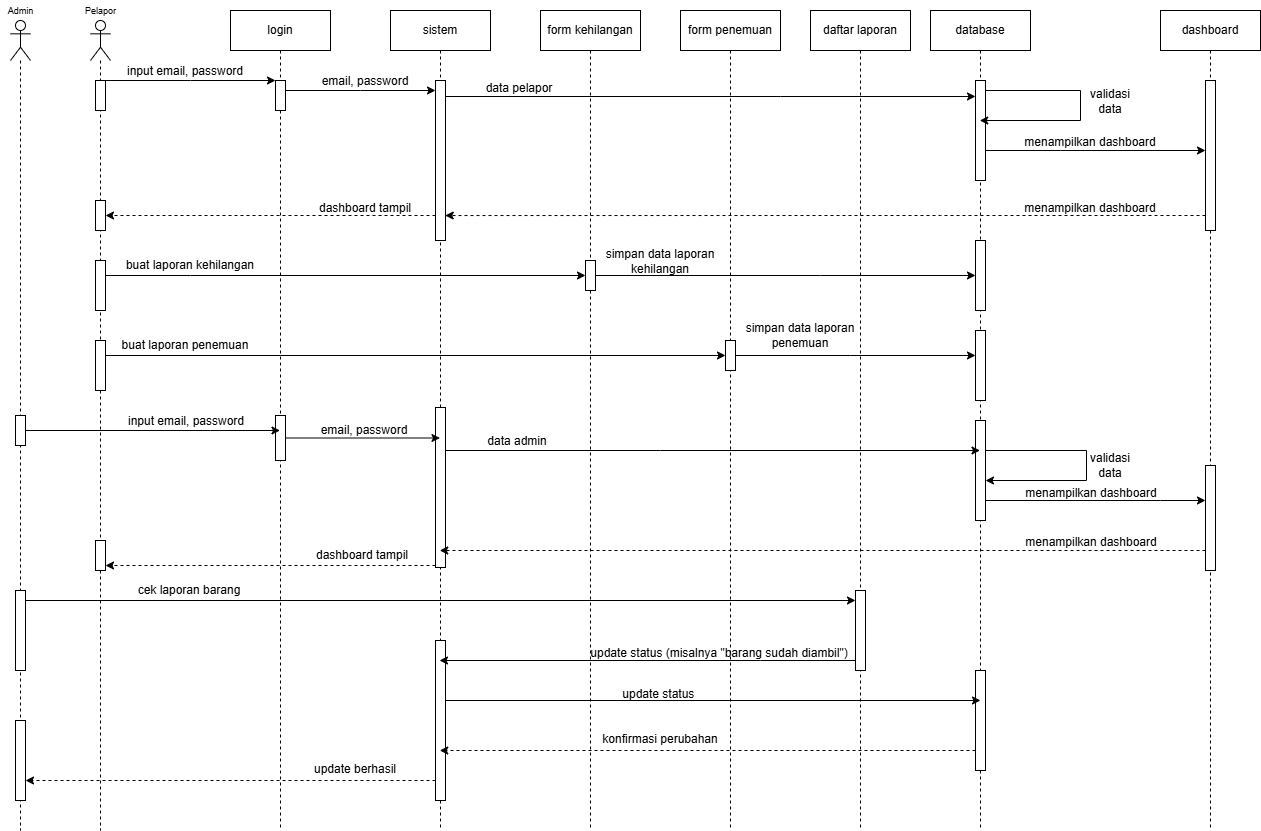 Admin
Pelapor
login
sistem
form kehilangan
form penemuan
daftar laporan
database
dashboard
input email, password
email, password
data pelapor
validasi
data
menampilkan dashboard
dashboard tampil
menampilkan dashboard
buat laporan kehilangan
simpan data laporan
kehilangan
buat laporan penemuan
simpan data laporan
penemuan
input email, password
email, password
data admin
validasi
data
menampilkan dashboard
menampilkan dashboard
dashboard tampil
cek laporan barang
update status (misalnya "barang sudah diambil")
update status
konfirmasi perubahan
update berhasil